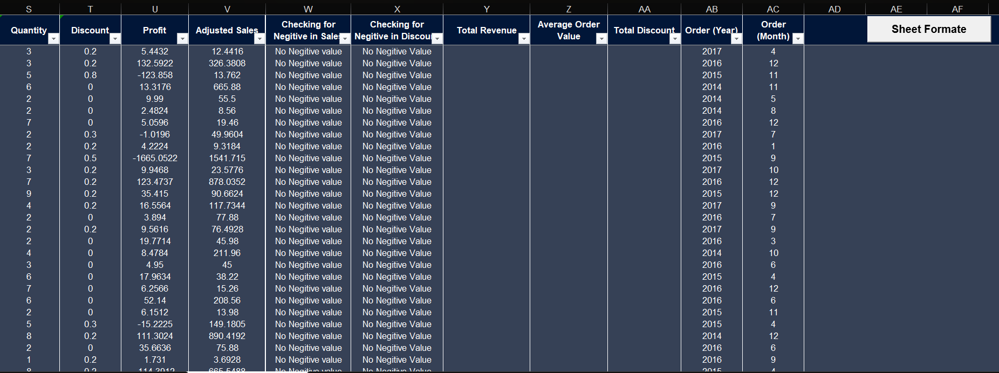 S T U V W X Y Z AA AB AC AD AE AF
Quantity Discount Profit Adjusted Sales Checking for Negitive in Sales Checking for Negitive in Discou Total Revenue Average Order Value Total Discount Order (Year) Order (Month) Sheet Formate
3 0.2 5.4432 12.4416 No Negitive value No Negitive Value 2017 4
3 0.2 132.5922 326.3808 No Negitive value No Negitive Value 2016 12
5 0.8 -123.858 13.762 No Negitive value No Negitive Value 2015 11
6 0 13.3176 665.88 No Negitive value No Negitive Value 2014 11
2 0 9.99 55.5 No Negitive value No Negitive Value 2014 5
2 0 2.4824 8.56 No Negitive value No Negitive Value 2014 8
7 0 5.0596 19.46 No Negitive value No Negitive Value 2016 12
2 0.3 -1.0196 49.9604 No Negitive value No Negitive Value 2017 7
2 0.2 4.2224 9.3184 No Negitive value No Negitive Value 2016 1
7 0.5 -1665.0522 1541.715 No Negitive value No Negitive Value 2015 9
3 0.2 9.9468 23.5776 No Negitive value No Negitive Value 2017 10
7 0.2 123.4737 878.0352 No Negitive value No Negitive Value 2016 12
9 0.2 35.415 90.6624 No Negitive value No Negitive Value 2015 12
4 0.2 16.5564 117.7344 No Negitive value No Negitive Value 2017 9
2 0 3.894 77.88 No Negitive value No Negitive Value 2016 7
2 0.2 9.5616 76.4928 No Negitive value No Negitive Value 2017 9
2 0 19.7714 45.98 No Negitive value No Negitive Value 2016 3
4 0 8.4784 211.96 No Negitive value No Negitive Value 2014 10
3 0 4.95 45 No Negitive value No Negitive Value 2016 6
6 0 17.9634 38.22 No Negitive value No Negitive Value 2015 4
7 0 6.2566 15.26 No Negitive value No Negitive Value 2016 12
6 0 52.14 208.56 No Negitive value No Negitive Value 2016 6
2 0 6.1512 13.98 No Negitive value No Negitive Value 2015 11
5 0.3 -15.2225 149.1805 No Negitive value No Negitive Value 2015 4
8 0.2 111.3024 890.4192 No Negitive value No Negitive Value 2014 12
2 0 35.6636 75.88 No Negitive value No Negitive Value 2016 6
1 0.2 1.731 3.6928 No Negitive value No Negitive Value 2016 9
No Negitive value No Negitive Value 2015 4